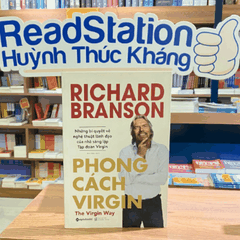 ReadStation
Huỳnh Thúc Kháng
RICHARD
BRANSON
Những bí quyết về
nghệ thuật lãnh đạo
của nhà sáng lập
Tập đoàn Virgin
PHONG
CÁCH
VIRGIN
The Virgin Way